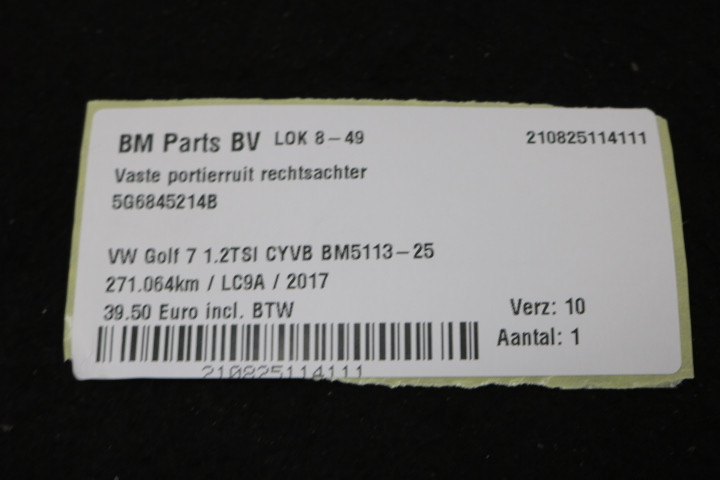 BM Parts BV LOK 8-49 210825114111
Vaste portierruit rechtsachter
5G6845214B
VW Golf 7 1.2TSI CYVB BM5113-25
271.064km / LC9A / 2017
39.50 Euro incl. BTW Verz: 10
Aantal: 1
210825114111